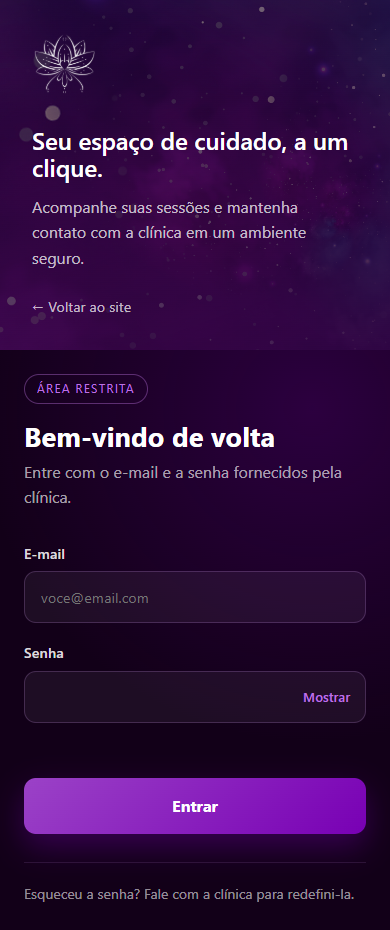 Seu espaço de cuidado, a um
clique.
Acompanhe suas sessões e mantenha
contato com a clínica em um ambiente
seguro.
← Voltar ao site
ÁREA RESTRITA
Bem-vindo de volta
Entre com o e-mail e a senha fornecidos pela
clínica.
E-mail
voce@email.com
Senha
Mostrar
Entrar
Esqueceu a senha? Fale com a clínica para redefini-la.